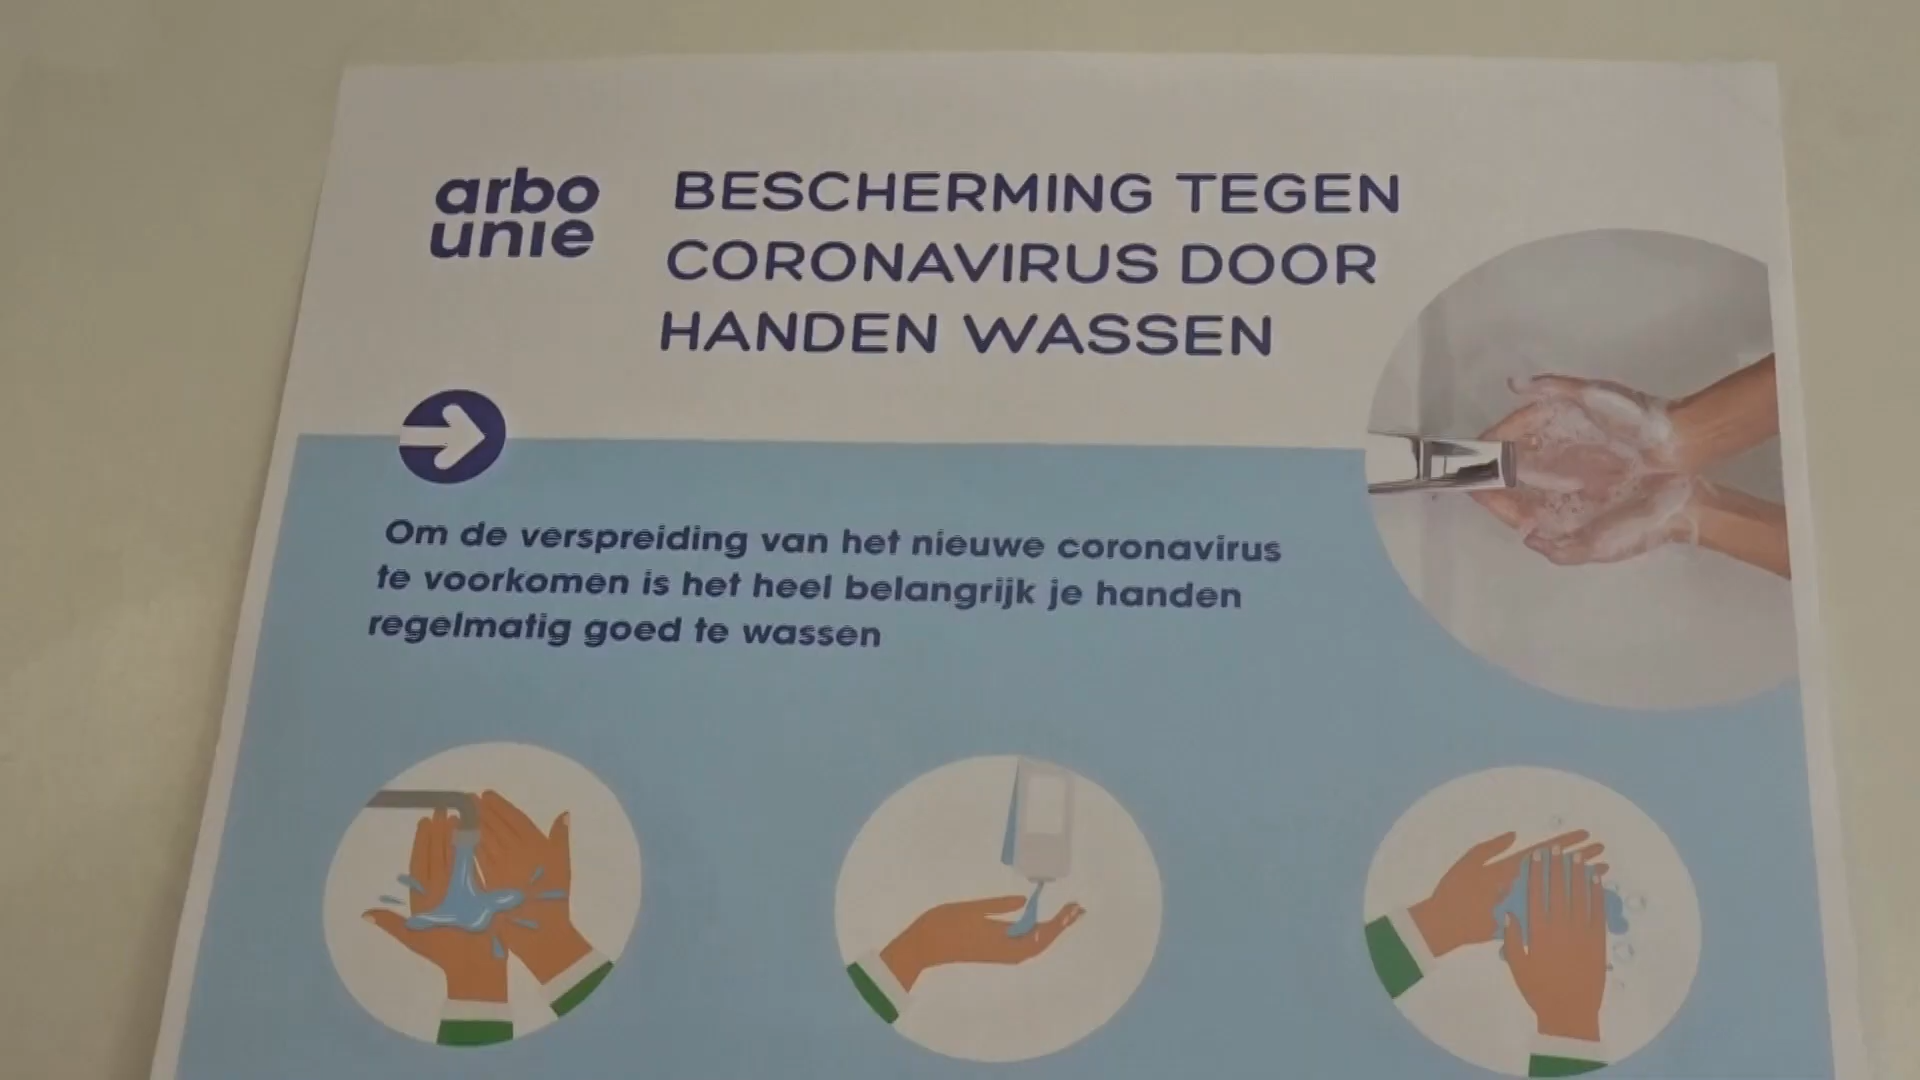 arbo
unie
BESCHERMING TEGEN
CORONAVIRUS DOOR
HANDEN WASSEN
Om de verspreiding van het nieuwe coronavirus
te voorkomen is het heel belangrijk je handen
regelmatig goed te wassen